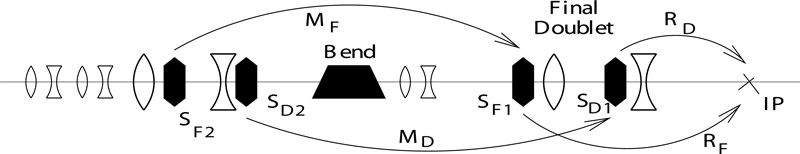 M_F
Final
Doublet
R_D
Bend
S_F2
S_D2
S_F1
S_D1
IP
M_D
R_F